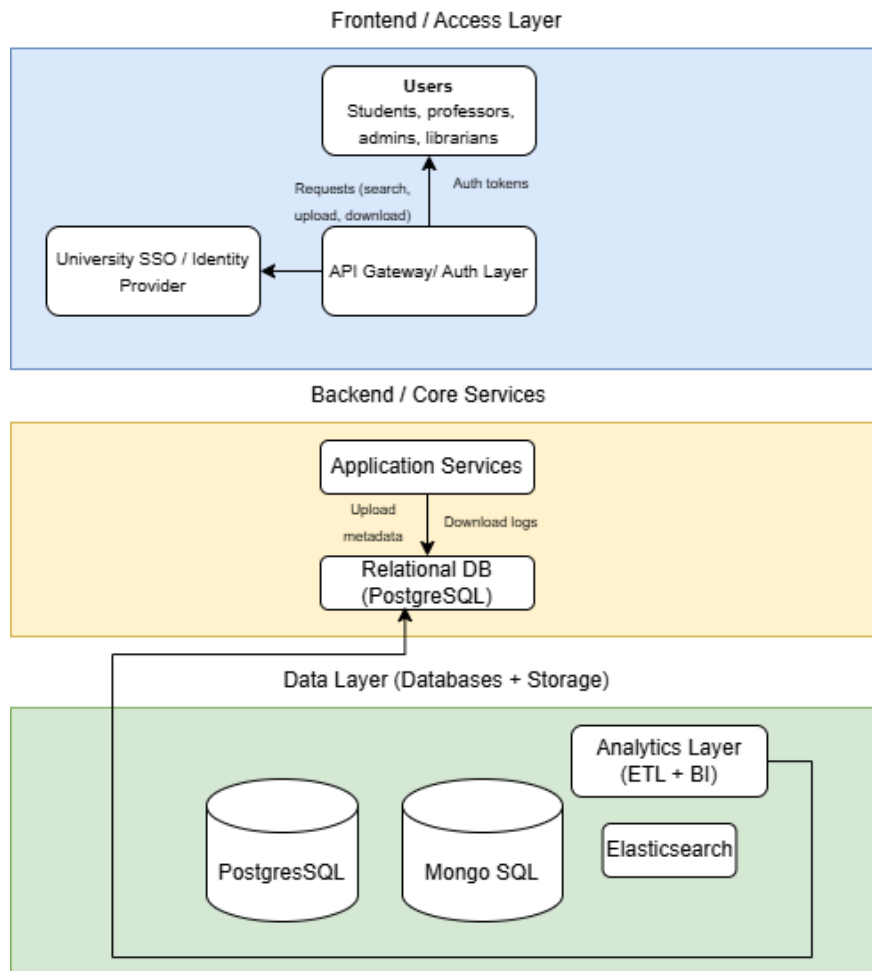 Frontend / Access Layer
Users
Students, professors,
admins, librarians
Requests (search,
upload, download)
Auth tokens
University SSO / Identity
Provider
API Gateway/ Auth Layer
Backend / Core Services
Application Services
Upload
metadata
Download logs
Relational DB
(PostgreSQL)
Data Layer (Databases + Storage)
Analytics Layer
(ETL + BI)
PostgresSQL
Mongo SQL
Elasticsearch